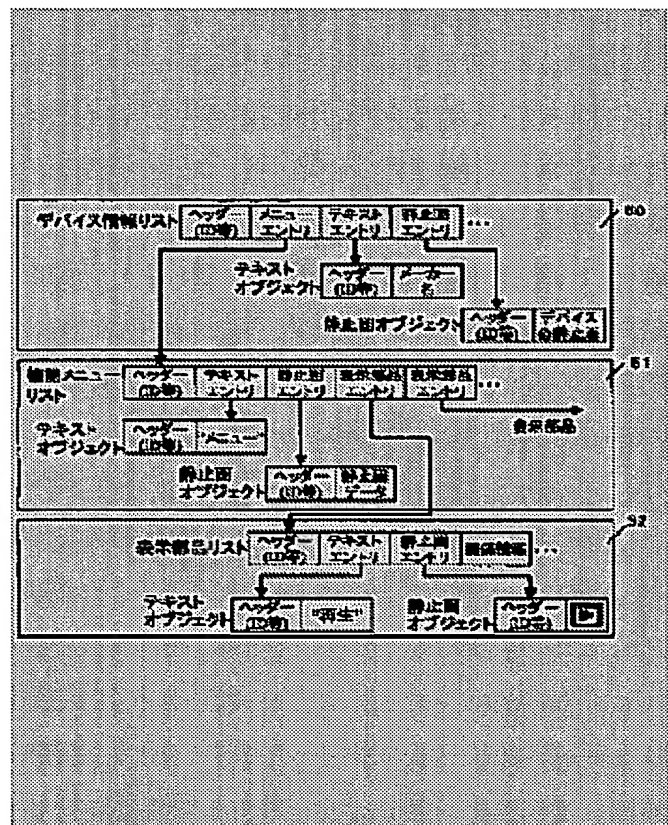 デバイス情報リスト ヘッダー (ID等) メニュー エントリ テキスト エントリ 静止画 エントリ ... 50
テキスト オブジェクト ヘッダー (ID等) メーカー 名
静止画オブジェクト ヘッダー (ID等) デバイス の静止画
機能メニュー リスト ヘッダー (ID等) テキスト エントリ 静止画 エントリ 表示部品 エントリ 表示部品 エントリ ... 51
表示部品
テキスト オブジェクト ヘッダー (ID等) "メニュー"
静止画 オブジェクト ヘッダー (ID等) 静止画 データ
表示部品リスト ヘッダー (ID等) テキスト エントリ 静止画 エントリ ... 52
テキスト オブジェクト ヘッダー (ID等) "再生"
静止画 オブジェクト ヘッダー (ID等)